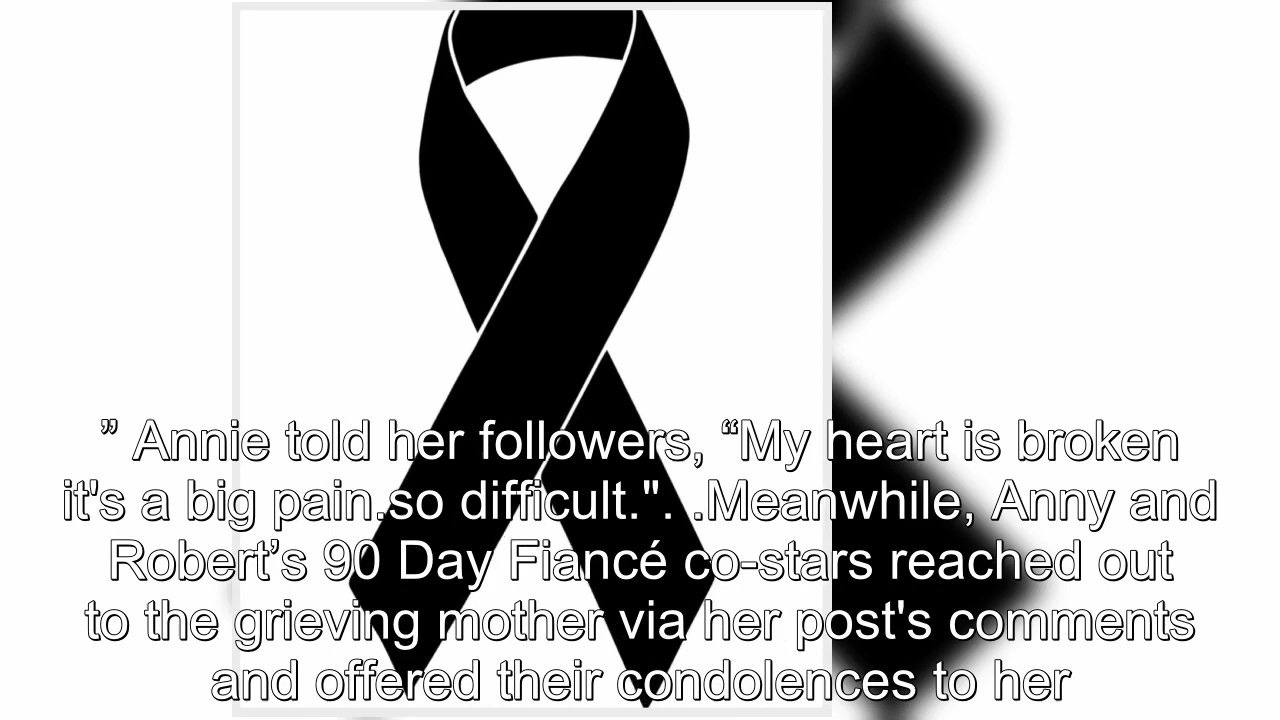 ” Annie told her followers, “My heart is broken
it's a big pain.so difficult.". .Meanwhile, Anny and
Robert’s 90 Day Fiancé co-stars reached out
to the grieving mother via her post's comments
and offered their condolences to her